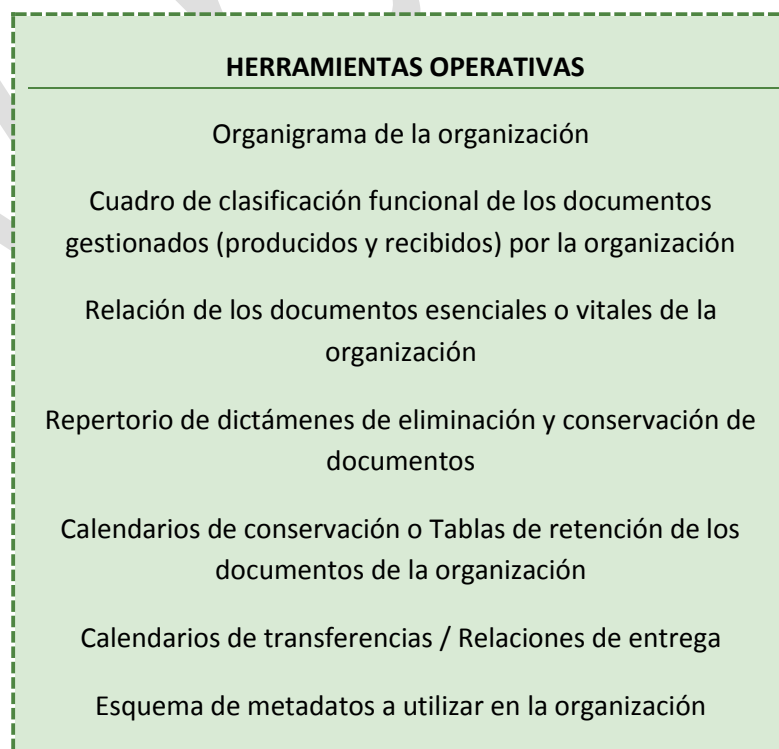 HERRAMIENTAS OPERATIVAS
Organigrama de la organización
Cuadro de clasificación funcional de los documentos
gestionados (producidos y recibidos) por la organización
Relación de los documentos esenciales o vitales de la
organización
Repertorio de dictámenes de eliminación y conservación de
documentos
Calendarios de conservación o Tablas de retención de los
documentos de la organización
Calendarios de transferencias / Relaciones de entrega
Esquema de metadatos a utilizar en la organización